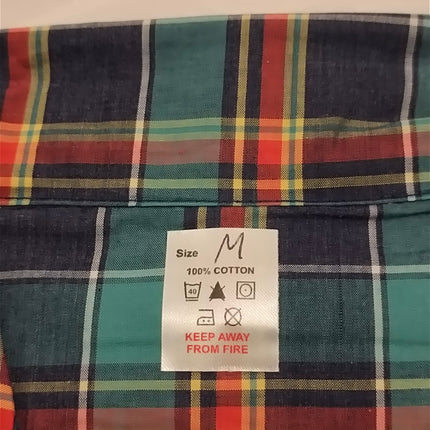 Size M
100% COTTON
40
KEEP AWAY
FROM FIRE